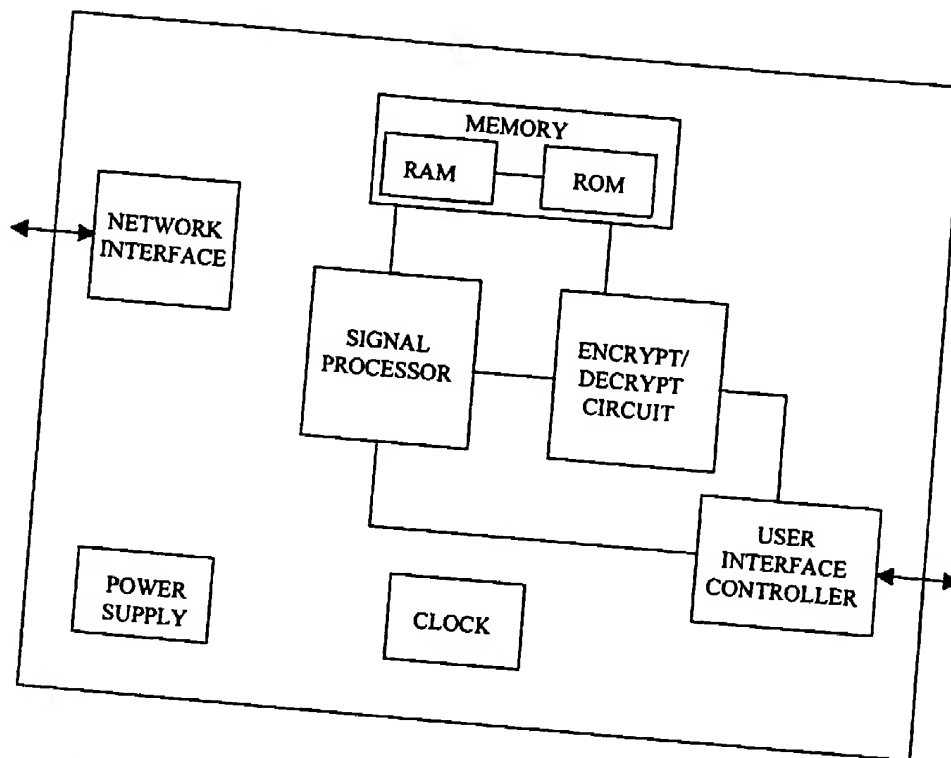 MEMORY
RAM
ROM
NETWORK
INTERFACE
SIGNAL
PROCESSOR
ENCRYPT/
DECRYPT
CIRCUIT
USER
INTERFACE
CONTROLLER
POWER
SUPPLY
CLOCK